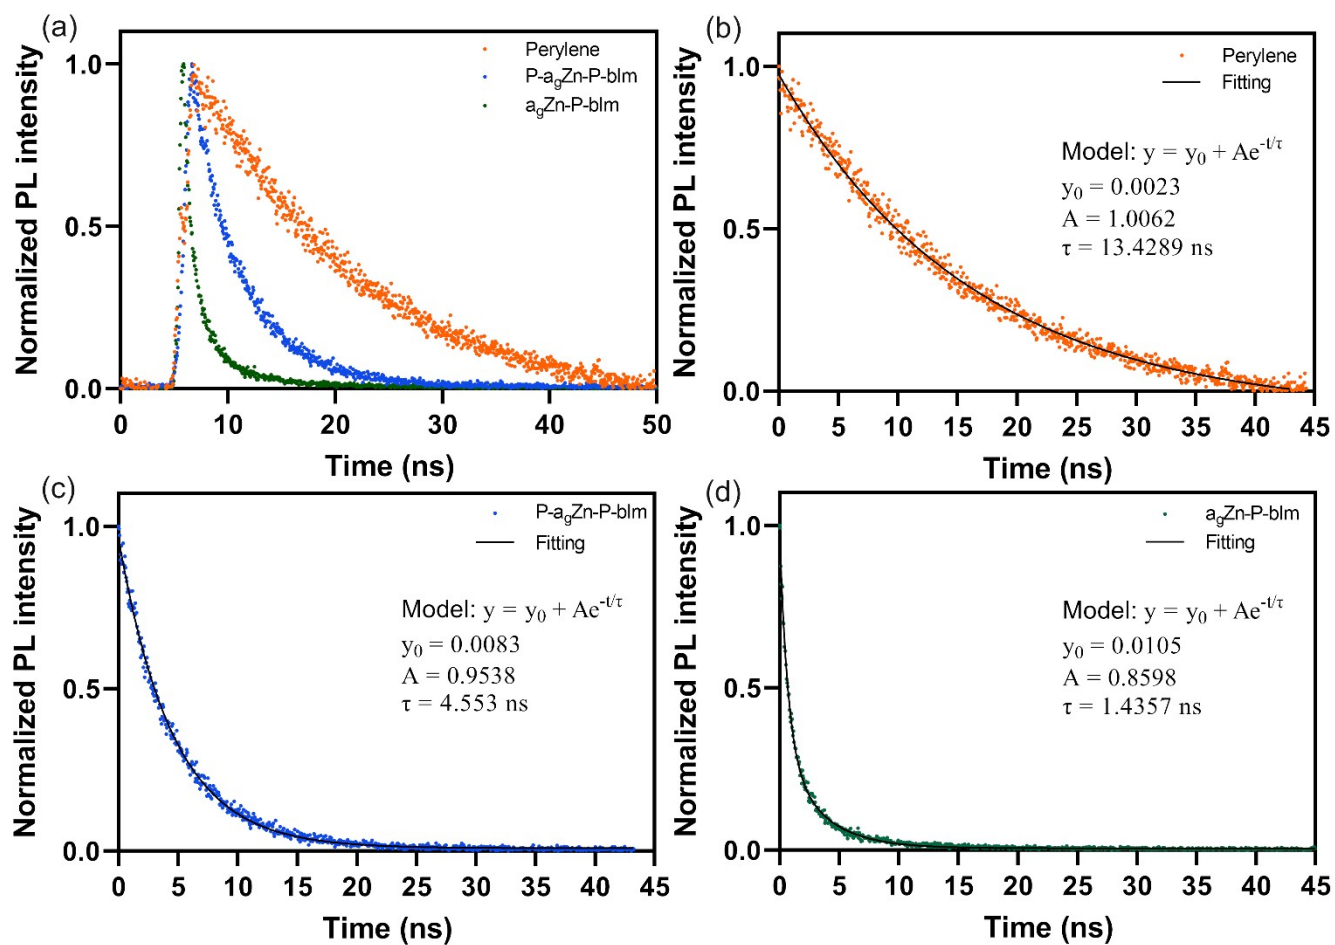 (a)
Normalized PL intensity
1.0
0.5
0.0
Perylene
P-agZn-P-bIm
agZn-P-bIm
0 10 20 30 40 50
Time (ns)
(b)
Normalized PL intensity
1.0
0.5
0.0
Perylene
Fitting
Model: y = y0 + Ae-t/τ
y0 = 0.0023
A = 1.0062
τ = 13.4289 ns
0 5 10 15 20 25 30 35 40 45
Time (ns)
(c)
Normalized PL intensity
1.0
0.5
0.0
P-agZn-P-bIm
Fitting
Model: y = y0 + Ae-t/τ
y0 = 0.0083
A = 0.9538
τ = 4.553 ns
0 5 10 15 20 25 30 35 40 45
Time (ns)
(d)
Normalized PL intensity
1.0
0.5
0.0
agZn-P-bIm
Fitting
Model: y = y0 + Ae-t/τ
y0 = 0.0105
A = 0.8598
τ = 1.4357 ns
0 5 10 15 20 25 30 35 40 45
Time (ns)